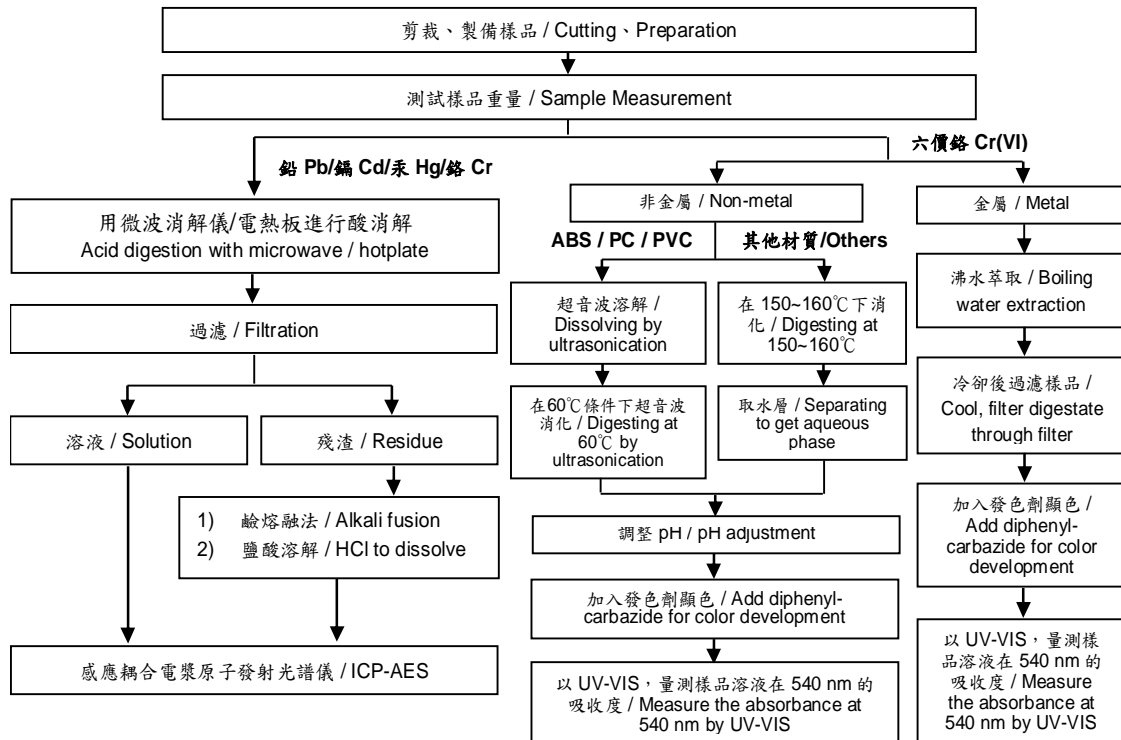 剪裁、製備樣品 / Cutting、Preparation
測試樣品重量 / Sample Measurement
鉛 Pb/鎘 Cd/汞 Hg/鉻 Cr
六價鉻 Cr(VI)
用微波消解儀/電熱板進行酸消解
Acid digestion with microwave / hotplate
過濾 / Filtration
溶液 / Solution
殘渣 / Residue
1) 鹼熔融法 / Alkali fusion
2) 鹽酸溶解 / HCl to dissolve
感應耦合電漿原子發射光譜儀 / ICP-AES
非金屬 / Non-metal
ABS / PC / PVC
其他材質/Others
超音波溶解 /
Dissolving by
ultrasonication
在60℃條件下超音波
消化 / Digesting at
60℃ by
ultrasonication
在 150~160℃下消
化 / Digesting at
150~160℃
取水層 / Separating
to get aqueous
phase
調整 pH / pH adjustment
加入發色劑顯色 / Add diphenyl-
carbazide for color development
以 UV-VIS，量測樣品溶液在 540 nm 的
吸收度 / Measure the absorbance at
540 nm by UV-VIS
金屬 / Metal
沸水萃取 / Boiling
water extraction
冷卻後過濾樣品 /
Cool, filter digestate
through filter
加入發色劑顯色 /
Add diphenyl-
carbazide for color
development
以 UV-VIS，量測樣
品溶液在 540 nm 的
吸收度 / Measure
the absorbance at
540 nm by UV-VIS